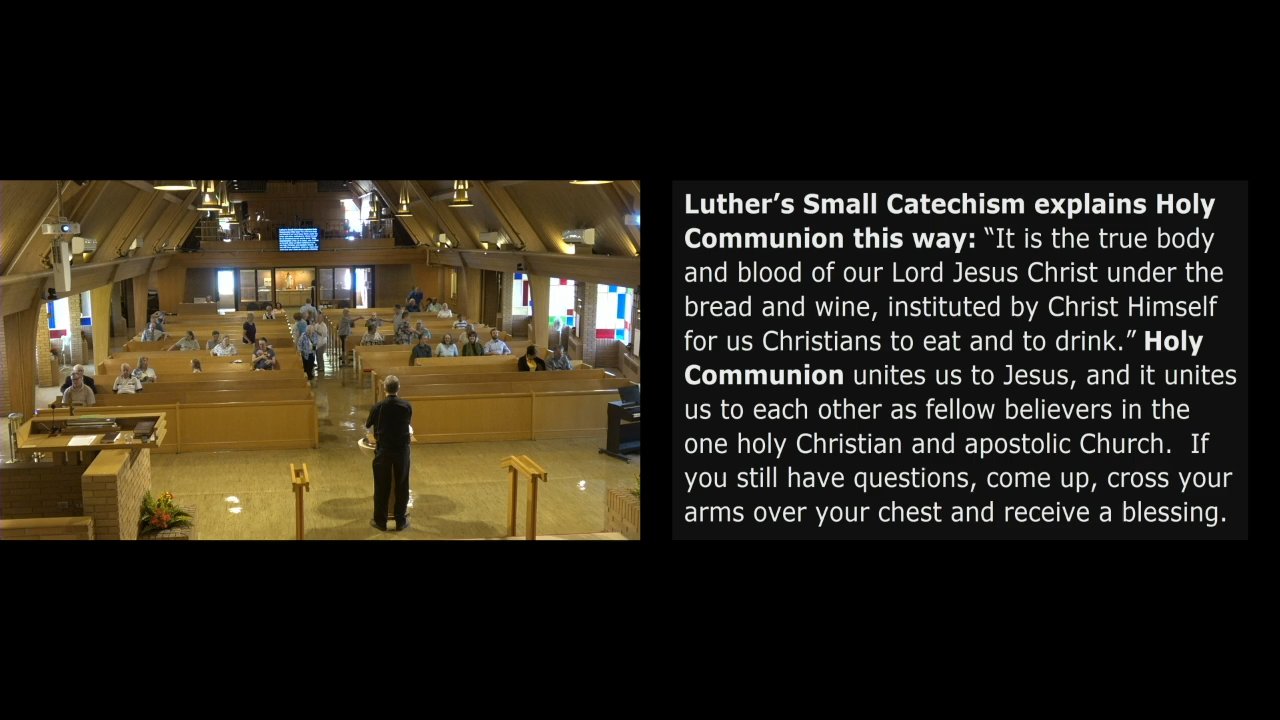 Luther’s Small Catechism explains Holy
Communion this way: “It is the true body
and blood of our Lord Jesus Christ under the
bread and wine, instituted by Christ Himself
for us Christians to eat and to drink.” Holy
Communion unites us to Jesus, and it unites
us to each other as fellow believers in the
one holy Christian and apostolic Church.  If
you still have questions, come up, cross your
arms over your chest and receive a blessing.